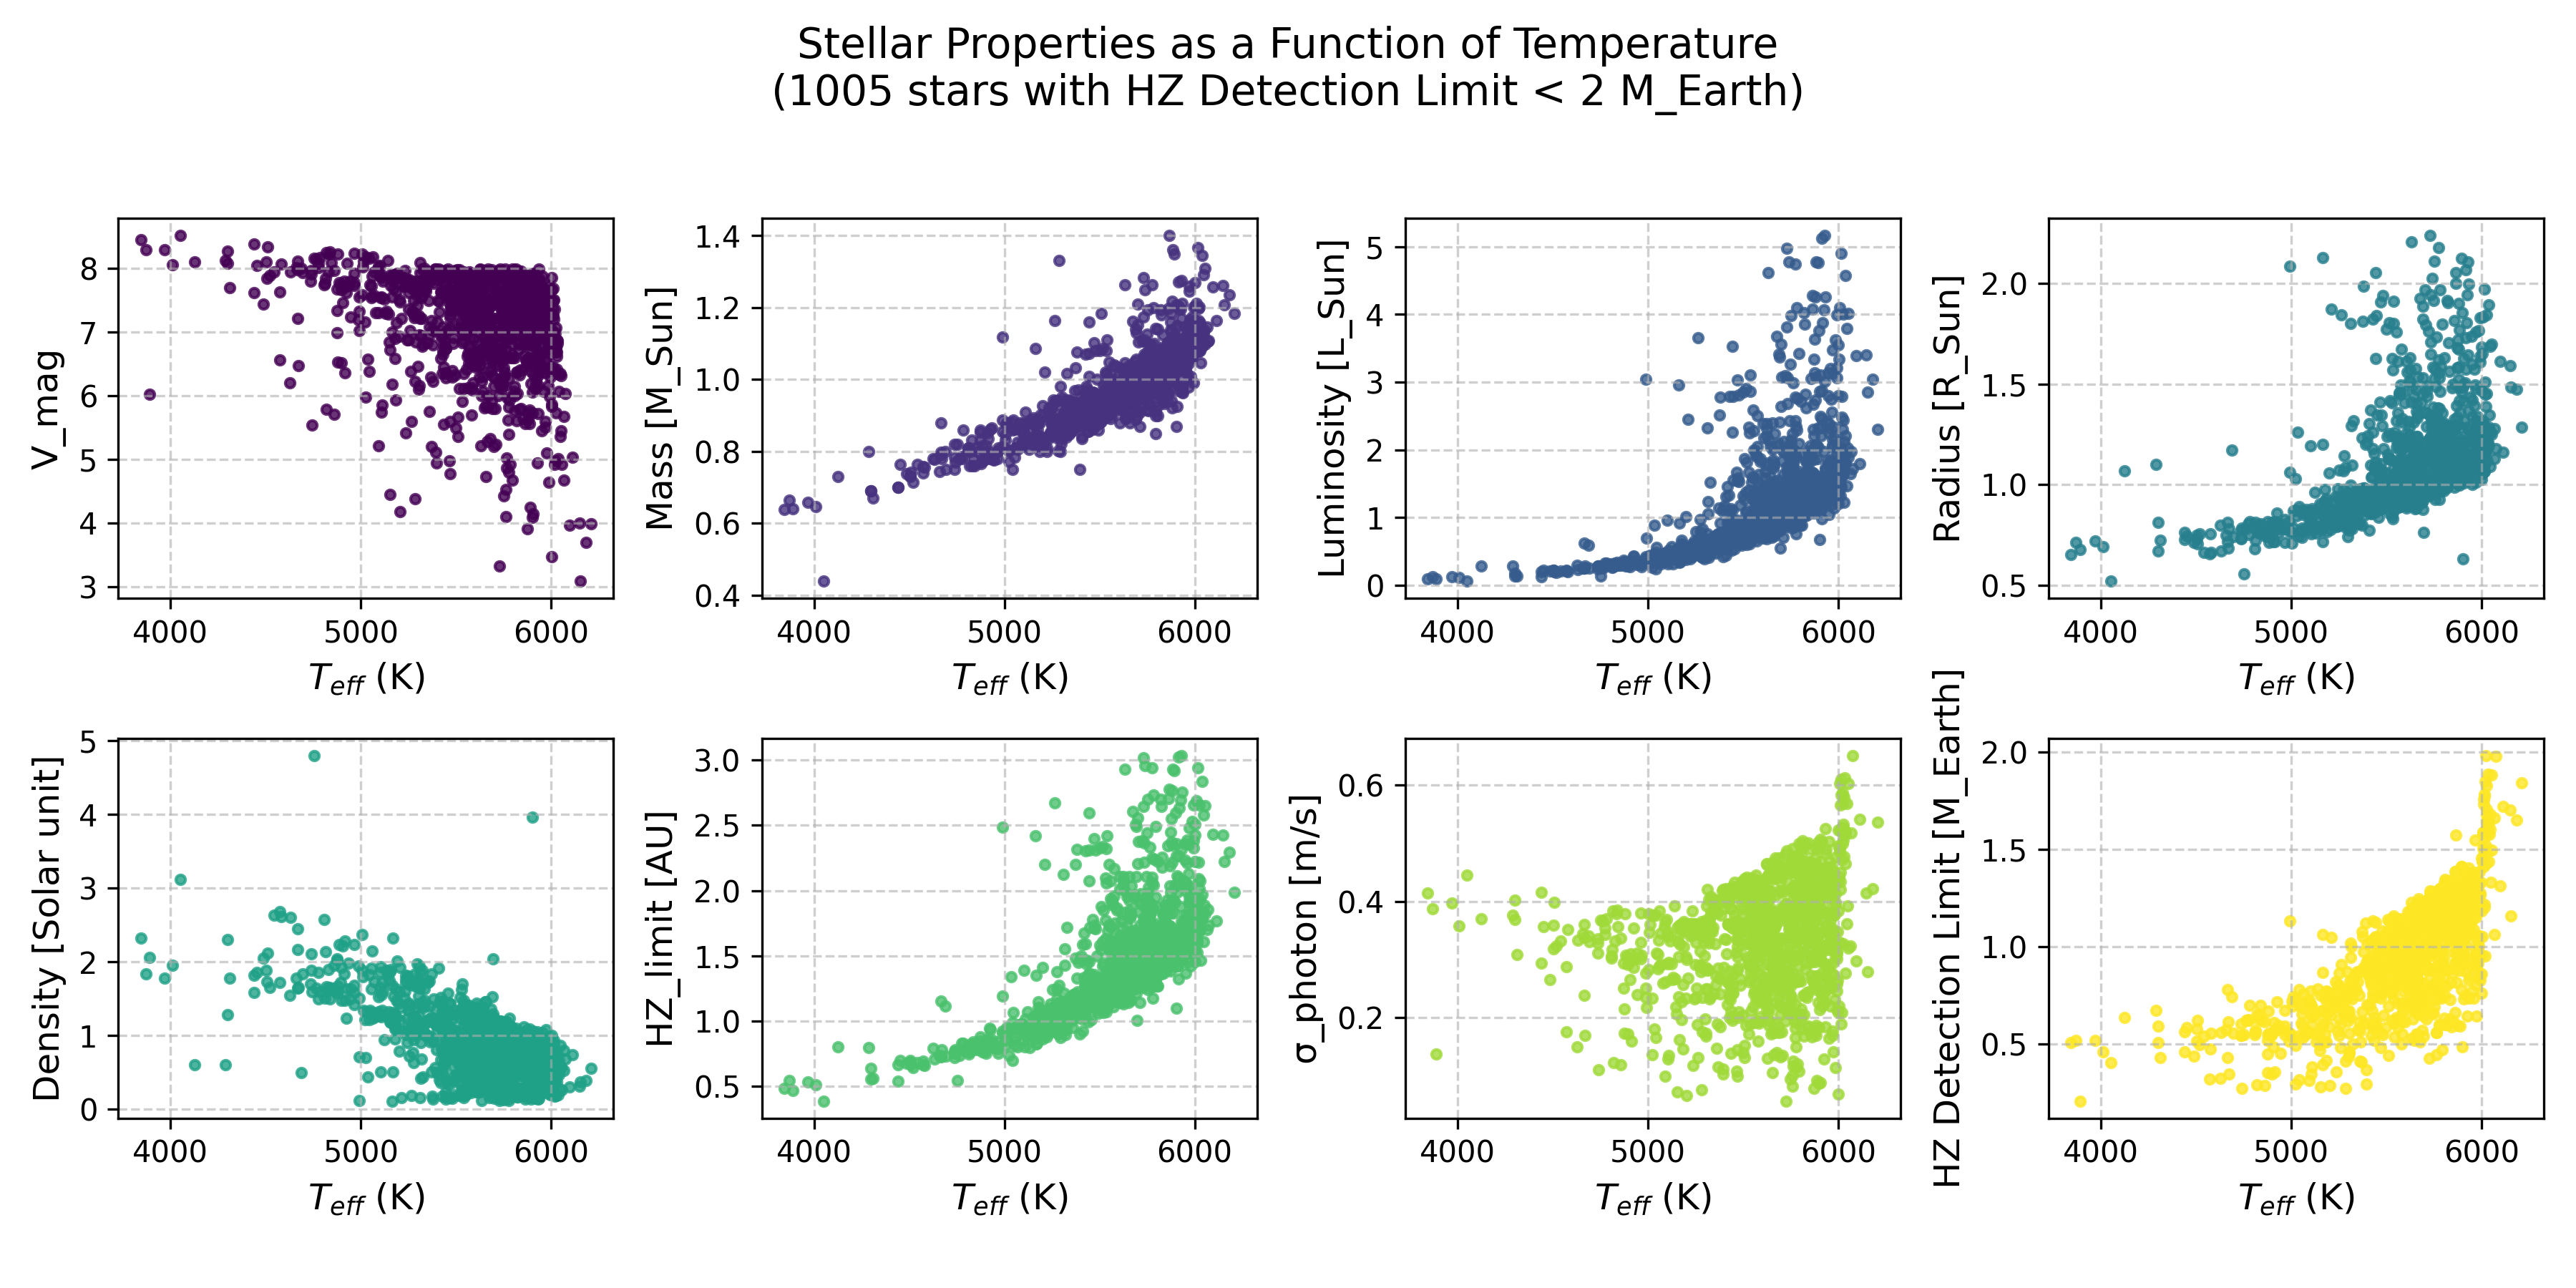 Stellar Properties as a Function of Temperature
(1005 stars with HZ Detection Limit < 2 M_Earth)
V_mag
8
7
6
5
4
3
4000 5000 6000
T_eff (K)
Mass [M_Sun]
1.4
1.2
1.0
0.8
0.6
0.4
4000 5000 6000
T_eff (K)
Luminosity [L_Sun]
5
4
3
2
1
0
4000 5000 6000
T_eff (K)
Radius [R_Sun]
2.0
1.5
1.0
0.5
4000 5000 6000
T_eff (K)
Density [Solar unit]
5
4
3
2
1
0
4000 5000 6000
T_eff (K)
HZ_limit [AU]
3.0
2.5
2.0
1.5
1.0
0.5
4000 5000 6000
T_eff (K)
σ_photon [m/s]
0.6
0.4
0.2
4000 5000 6000
T_eff (K)
HZ Detection Limit [M_Earth]
2.0
1.5
1.0
0.5
4000 5000 6000
T_eff (K)